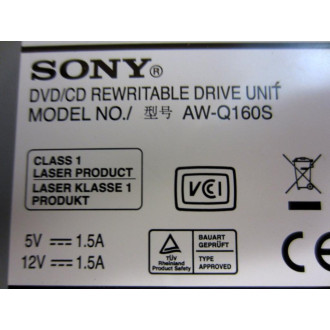 SONY®
DVD/CD REWRITABLE DRIVE UNIT
MODEL NO./ 型号 AW-Q160S
CLASS 1
LASER PRODUCT
LASER KLASSE 1
PRODUKT
VCCI
5V ⎓ 1.5A
12V ⎓ 1.5A
TÜV
Rheinland
Product Safety
BAUART
GEPRÜFT
TYPE
APPROVED
CE